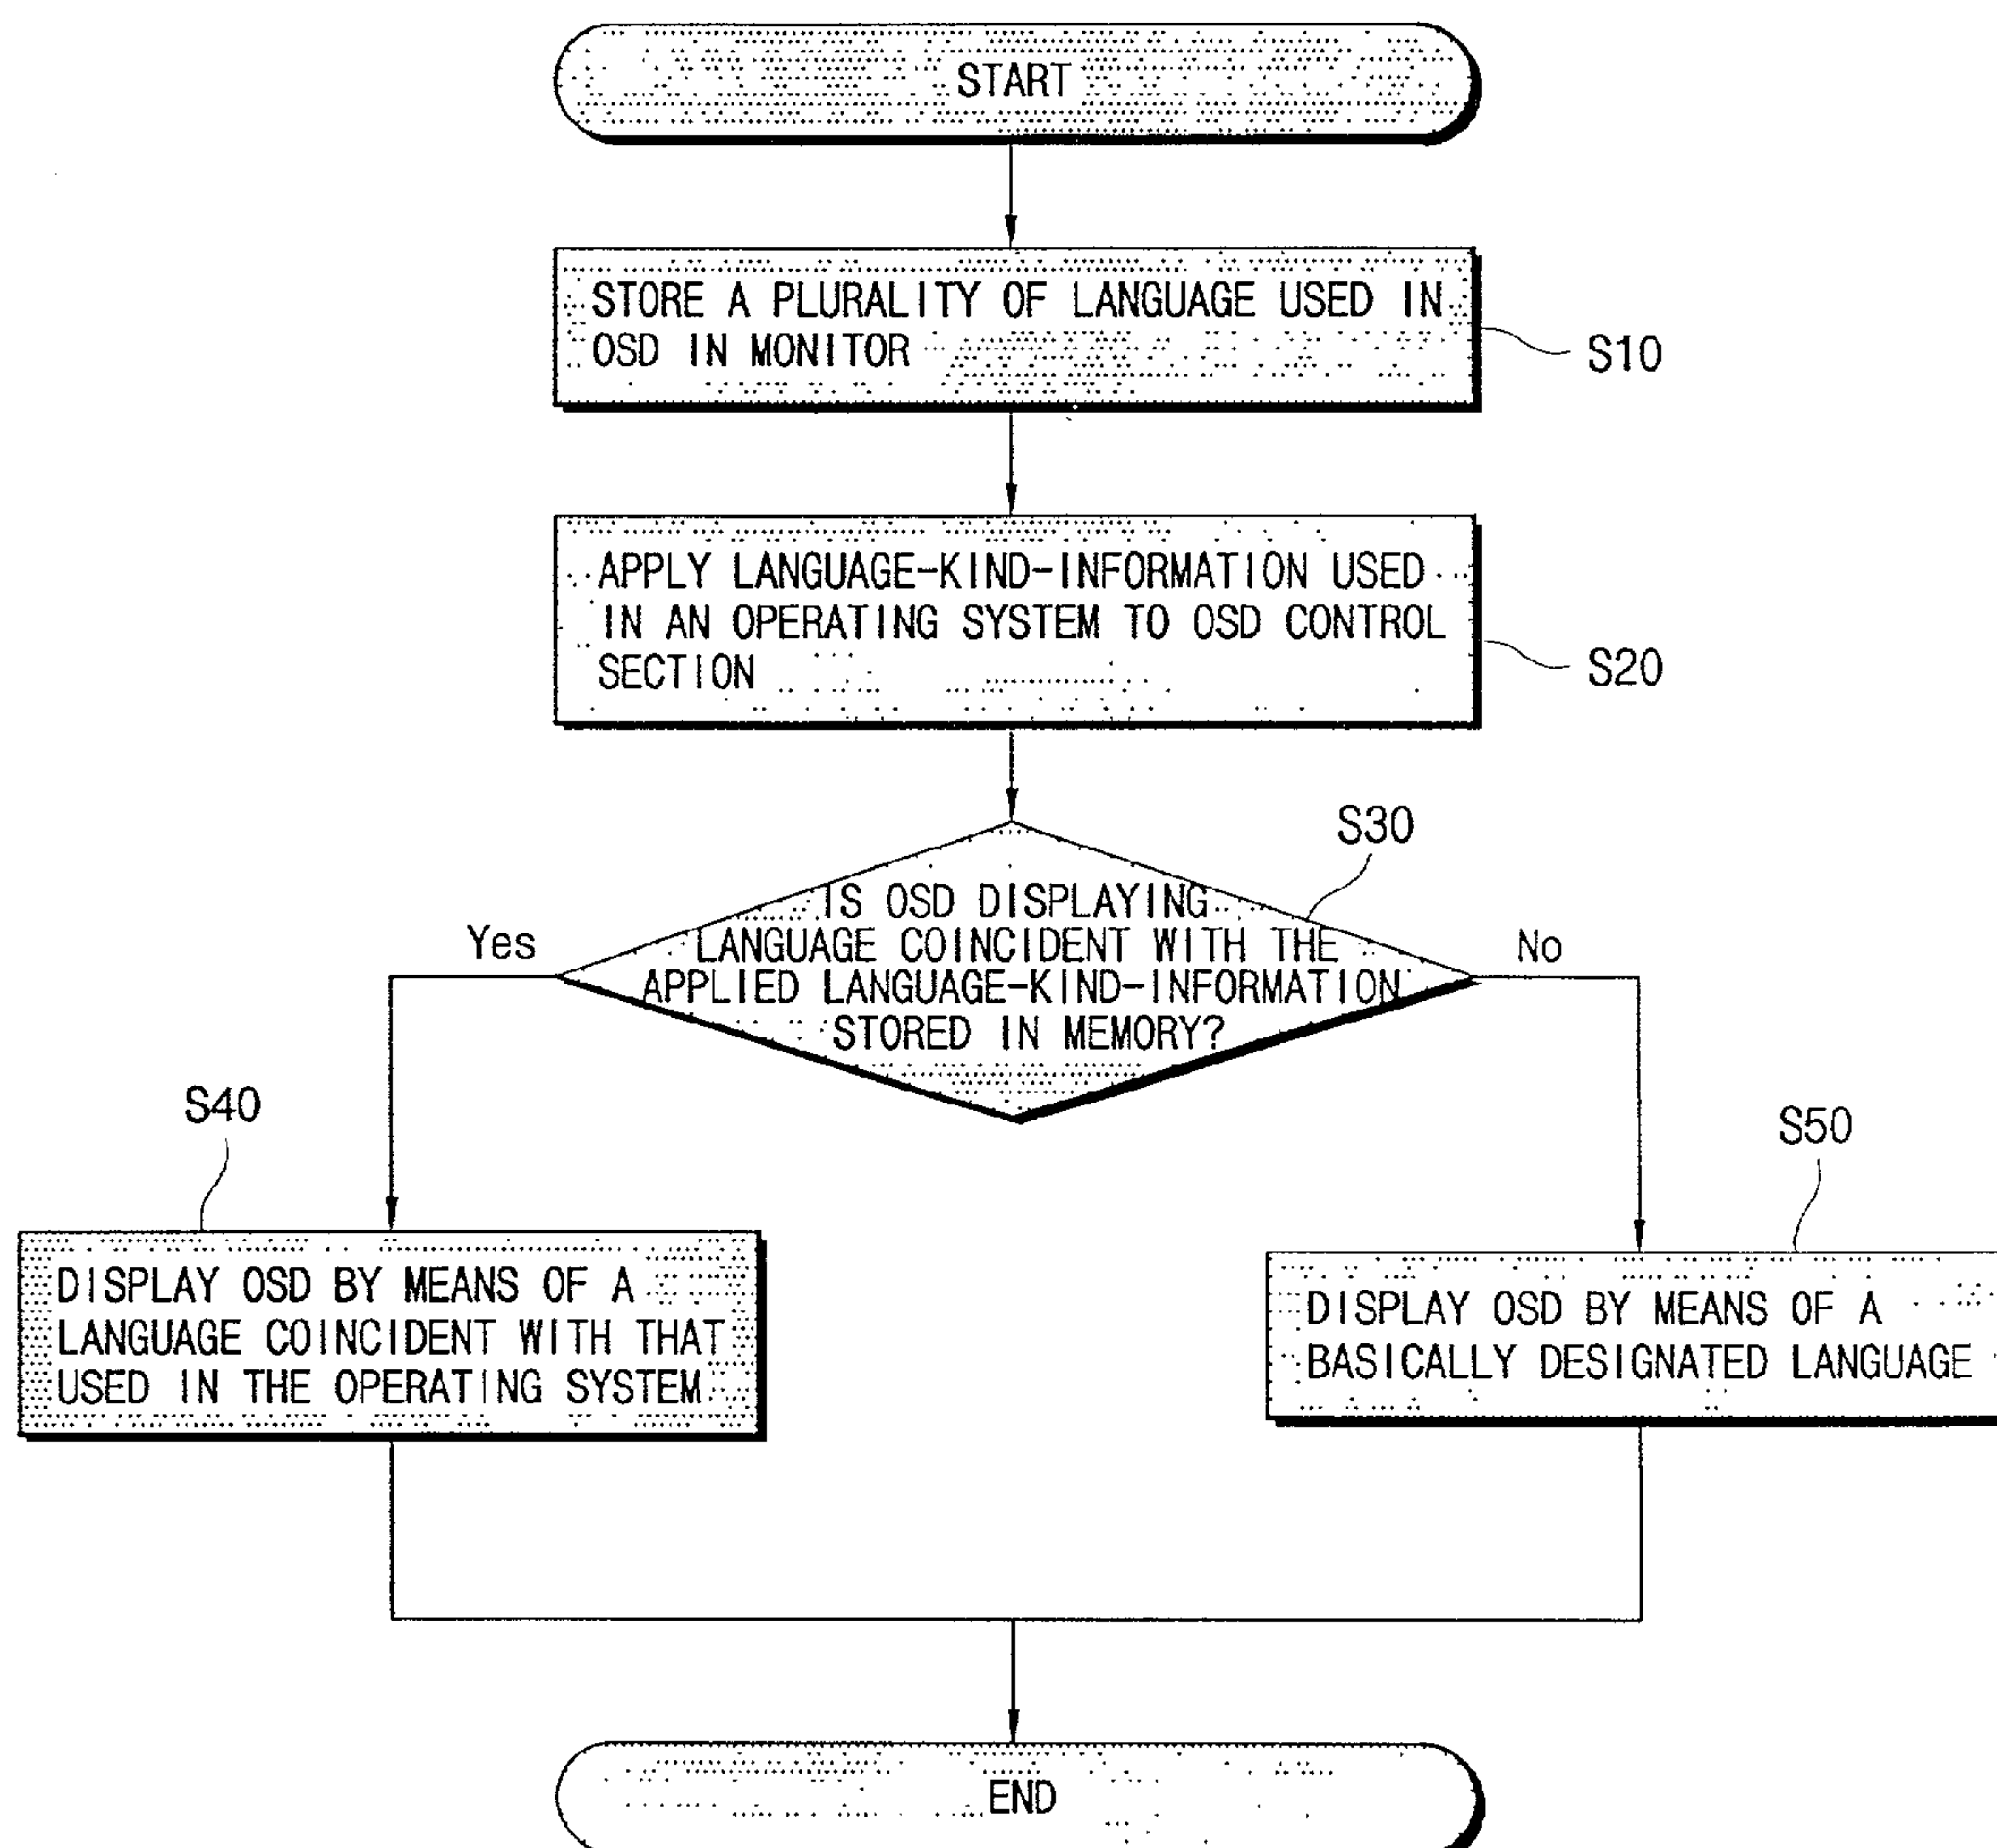 START
STORE A PLURALITY OF LANGUAGE USED IN
OSD IN MONITOR
S10
APPLY LANGUAGE-KIND-INFORMATION USED
IN AN OPERATING SYSTEM TO OSD CONTROL
SECTION
S20
S30
IS OSD DISPLAYING
LANGUAGE COINCIDENT WITH THE
APPLIED LANGUAGE-KIND-INFORMATION
STORED IN MEMORY?
Yes
No
S40
DISPLAY OSD BY MEANS OF A
LANGUAGE COINCIDENT WITH THAT
USED IN THE OPERATING SYSTEM
S50
DISPLAY OSD BY MEANS OF A
BASICALLY DESIGNATED LANGUAGE
END